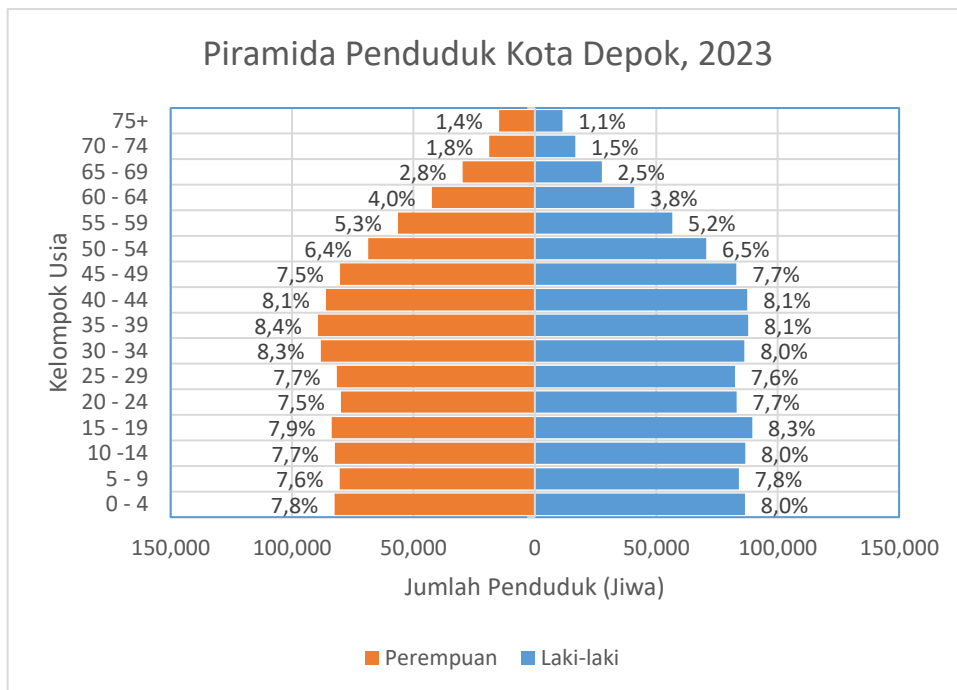 Piramida Penduduk Kota Depok, 2023
Kelompok Usia
75+ 1,4% 1,1%
70 - 74 1,8% 1,5%
65 - 69 2,8% 2,5%
60 - 64 4,0% 3,8%
55 - 59 5,3% 5,2%
50 - 54 6,4% 6,5%
45 - 49 7,5% 7,7%
40 - 44 8,1% 8,1%
35 - 39 8,4% 8,1%
30 - 34 8,3% 8,0%
25 - 29 7,7% 7,6%
20 - 24 7,5% 7,7%
15 - 19 7,9% 8,3%
10 -14 7,7% 8,0%
5 - 9 7,6% 7,8%
0 - 4 7,8% 8,0%
150,000 100,000 50,000 0 50,000 100,000 150,000
Jumlah Penduduk (Jiwa)
Perempuan Laki-laki